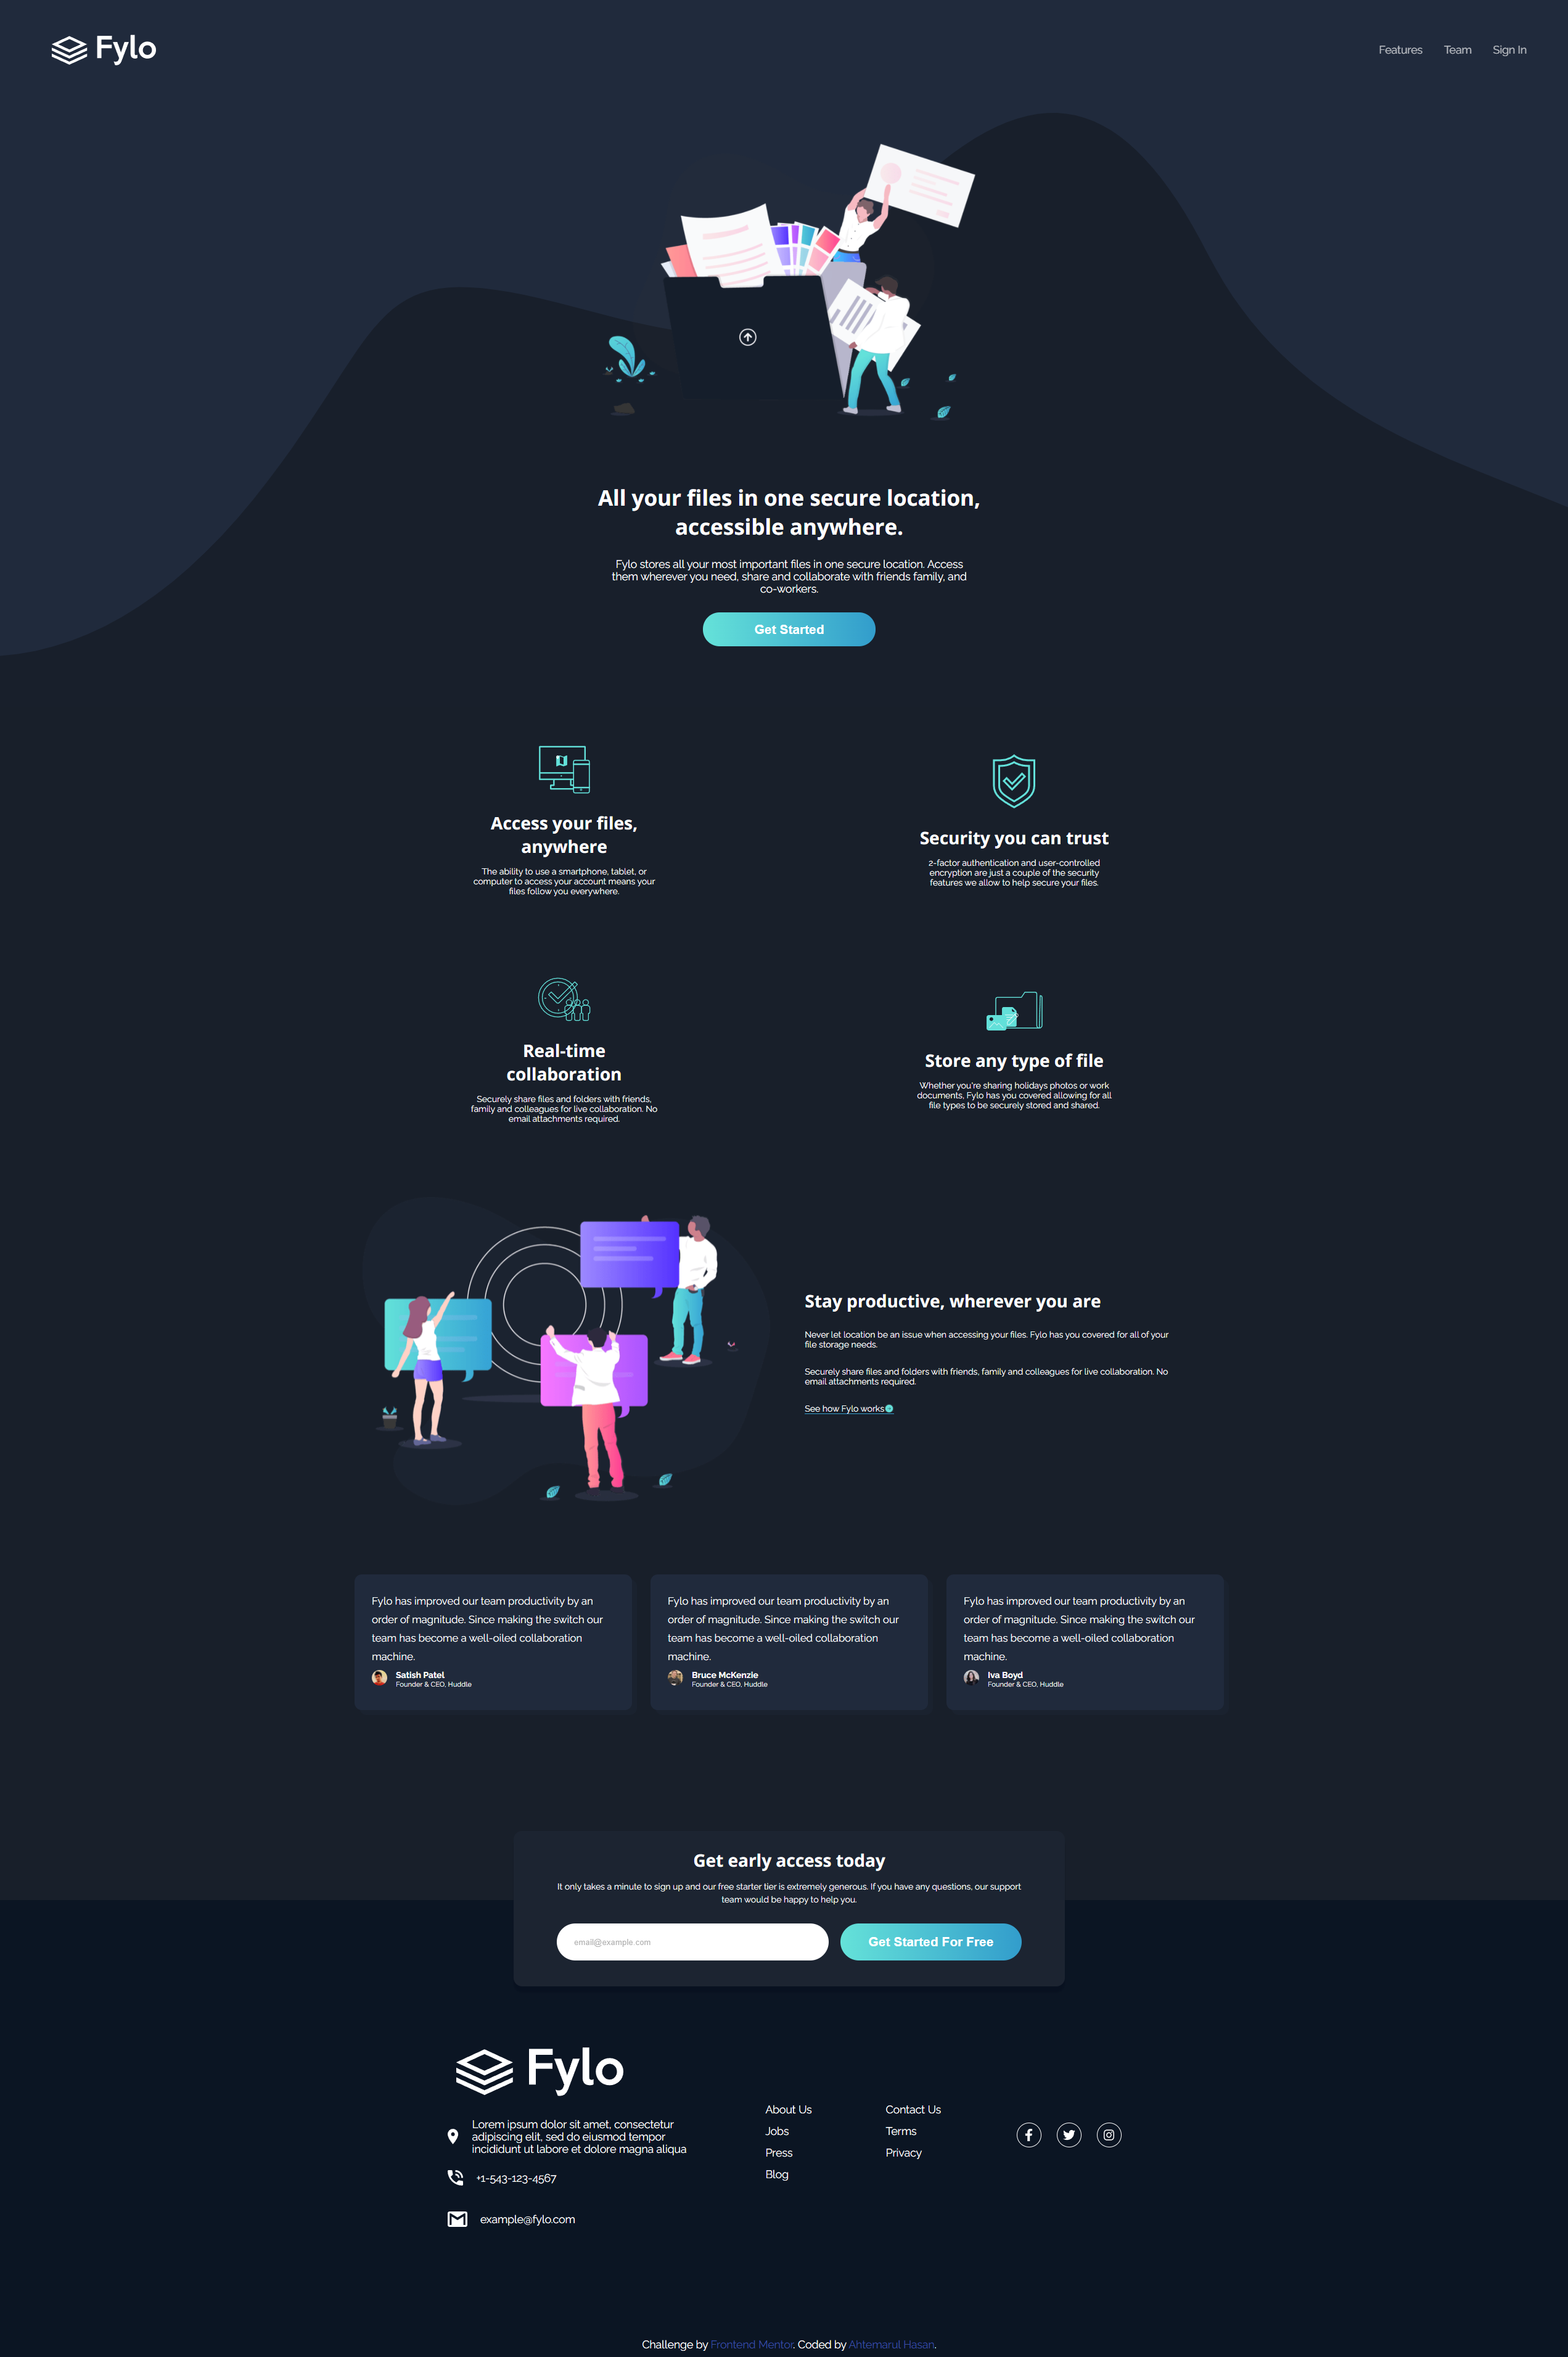 Fylo
Features
Team
Sign In
All your files in one secure location,
accessible anywhere.
Fylo stores all your most important files in one secure location. Access
them wherever you need, share and collaborate with friends family, and
co-workers.
Get Started
Access your files,
anywhere
The ability to use a smartphone, tablet, or
computer to access your account means your
files follow you everywhere.
Security you can trust
2-factor authentication and user-controlled
encryption are just a couple of the security
features we allow to help secure your files.
Real-time
collaboration
Securely share files and folders with friends,
family and colleagues for live collaboration. No
email attachments required.
Store any type of file
Whether you're sharing holidays photos or work
documents, Fylo has you covered allowing for all
file types to be securely stored and shared.
Stay productive, wherever you are
Never let location be an issue when accessing your files. Fylo has you covered for all of your
file storage needs.
Securely share files and folders with friends, family and colleagues for live collaboration. No
email attachments required.
See how Fylo works
Fylo has improved our team productivity by an
order of magnitude. Since making the switch our
team has become a well-oiled collaboration
machine.
Satish Patel
Founder & CEO, Huddle
Fylo has improved our team productivity by an
order of magnitude. Since making the switch our
team has become a well-oiled collaboration
machine.
Bruce McKenzie
Founder & CEO, Huddle
Fylo has improved our team productivity by an
order of magnitude. Since making the switch our
team has become a well-oiled collaboration
machine.
Iva Boyd
Founder & CEO, Huddle
Get early access today
It only takes a minute to sign up and our free starter tier is extremely generous. If you have any questions, our support
team would be happy to help you.
email@example.com
Get Started For Free
Fylo
Lorem ipsum dolor sit amet, consectetur
adipiscing elit, sed do eiusmod tempor
incididunt ut labore et dolore magna aliqua
+1-543-123-4567
example@fylo.com
About Us
Jobs
Press
Blog
Contact Us
Terms
Privacy
Challenge by Frontend Mentor. Coded by Ahtemarul Hasan.